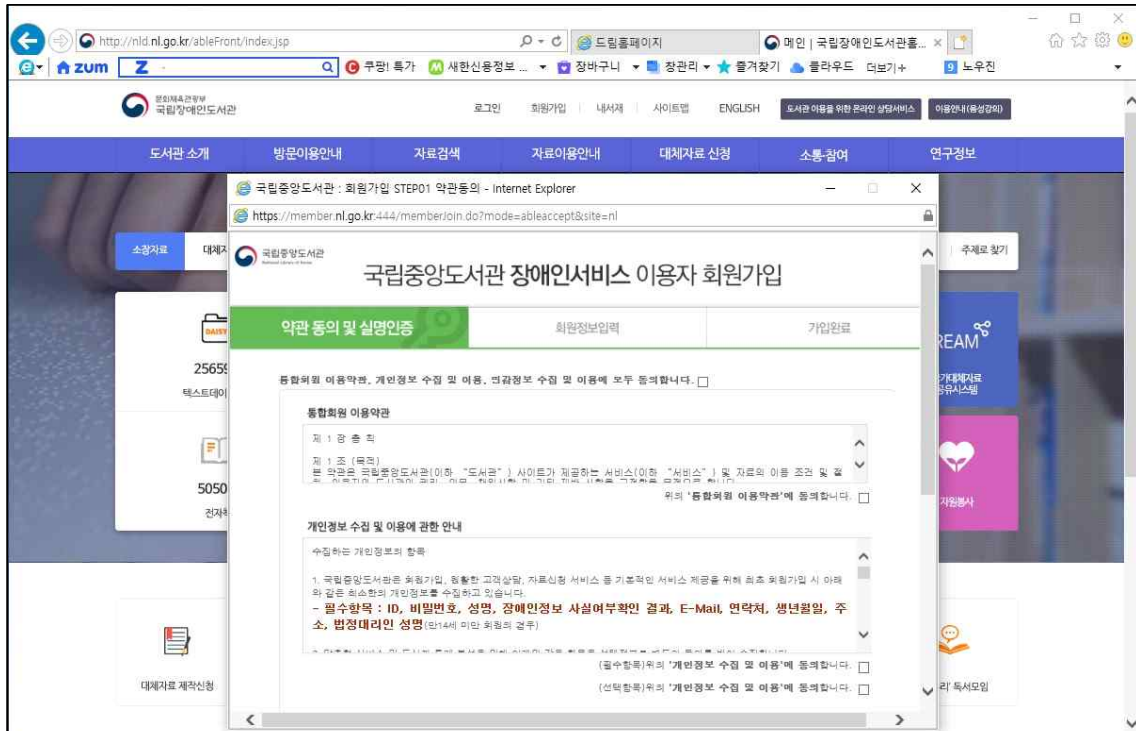 http://nld.nl.go.kr/ableFront/index.jsp
드림홈페이지
메인 | 국립장애인도서관홈...
zum
쿠팡! 특가
새한신용정보 ...
장바구니
창관리
즐겨찾기
클라우드
더보기+
노우진
문화체육관광부
국립장애인도서관
로그인
회원가입
내서재
사이트맵
ENGLISH
도서관 이용을 위한 온라인 상담서비스
이용안내(음성강의)
도서관 소개
방문이용안내
자료검색
자료이용안내
대체자료 신청
소통·참여
연구정보
국립중앙도서관 : 회원가입 STEP01 약관동의 - Internet Explorer
https://member.nl.go.kr:444/memberJoin.do?mode=ableaccept&site=nl
소장자료
주제로 찾기
국립중앙도서관
National Library of Korea
국립중앙도서관 장애인서비스 이용자 회원가입
약관 동의 및 실명인증
회원정보입력
가입완료
DAISY
25659
텍스트데이
5050
전자
통합회원 이용약관, 개인정보 수집 및 이용, 민감정보 수집 및 이용에 모두 동의합니다.
통합회원 이용약관
제 1 장 총 칙
제 1 조 (목적)
본 약관은 국립중앙도서관(이하 "도서관") 사이트가 제공하는 서비스(이하 "서비스") 및 자료의 이용 조건 및 절
위의 '통합회원 이용약관'에 동의합니다.
개인정보 수집 및 이용에 관한 안내
수집하는 개인정보의 항목
1. 국립중앙도서관은 회원가입, 원활한 고객상담, 자료신청 서비스 등 기본적인 서비스 제공을 위해 최초 회원가입 시 아래
와 같은 최소한의 개인정보를 수집하고 있습니다.
- 필수항목 : ID, 비밀번호, 성명, 장애인정보 사실여부확인 결과, E-Mail, 연락처, 생년월일, 주
소, 법정대리인 성명(만14세 미만 회원의 경우)
(필수항목)위의 '개인정보 수집 및 이용'에 동의합니다.
(선택항목)위의 '개인정보 수집 및 이용'에 동의합니다.
REAM
가대체자료
공유시스템
자원봉사
대체자료 제작신청
리' 독서모임